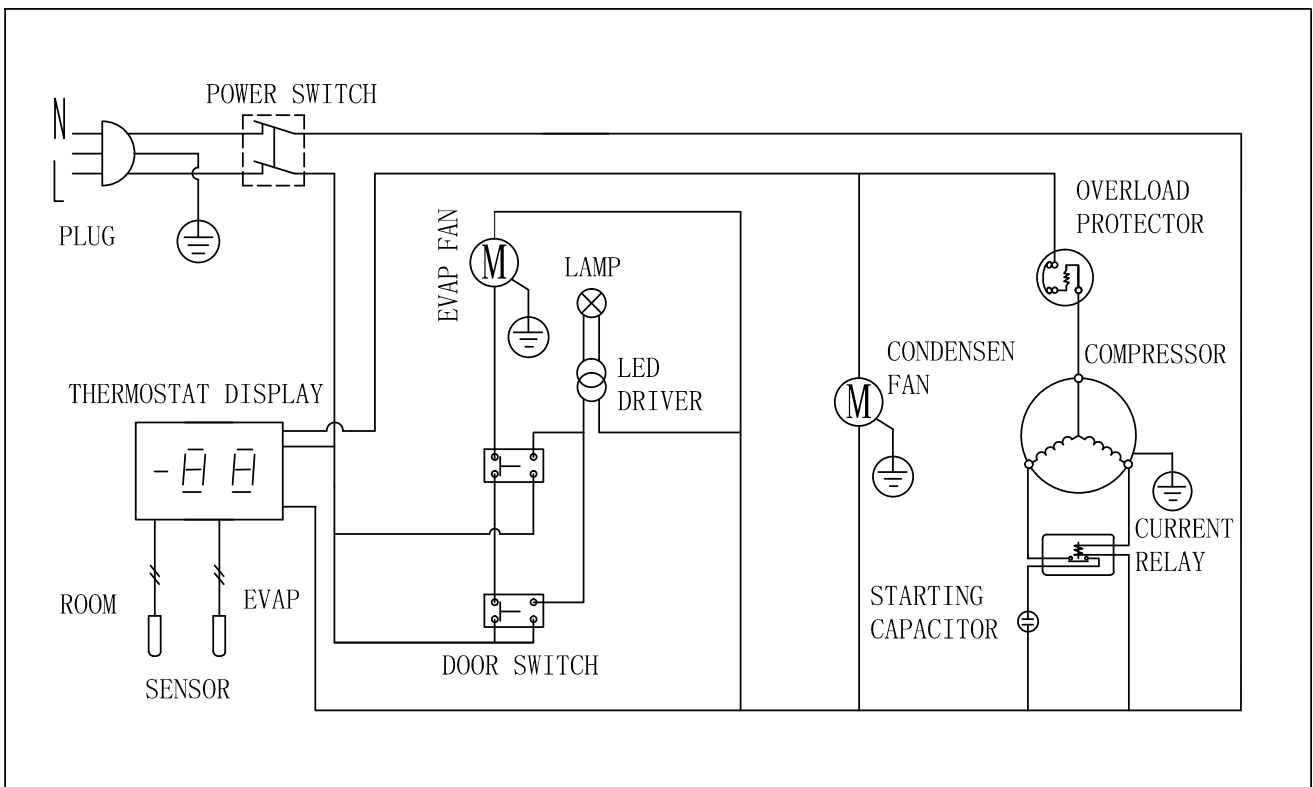 POWER SWITCH
N
L
PLUG
OVERLOAD
PROTECTOR
EVAP FAN
M
LAMP
LED
DRIVER
CONDENSEN
FAN
M
COMPRESSOR
THERMOSTAT DISPLAY
CURRENT
RELAY
ROOM
EVAP
STARTING
CAPACITOR
DOOR SWITCH
SENSOR